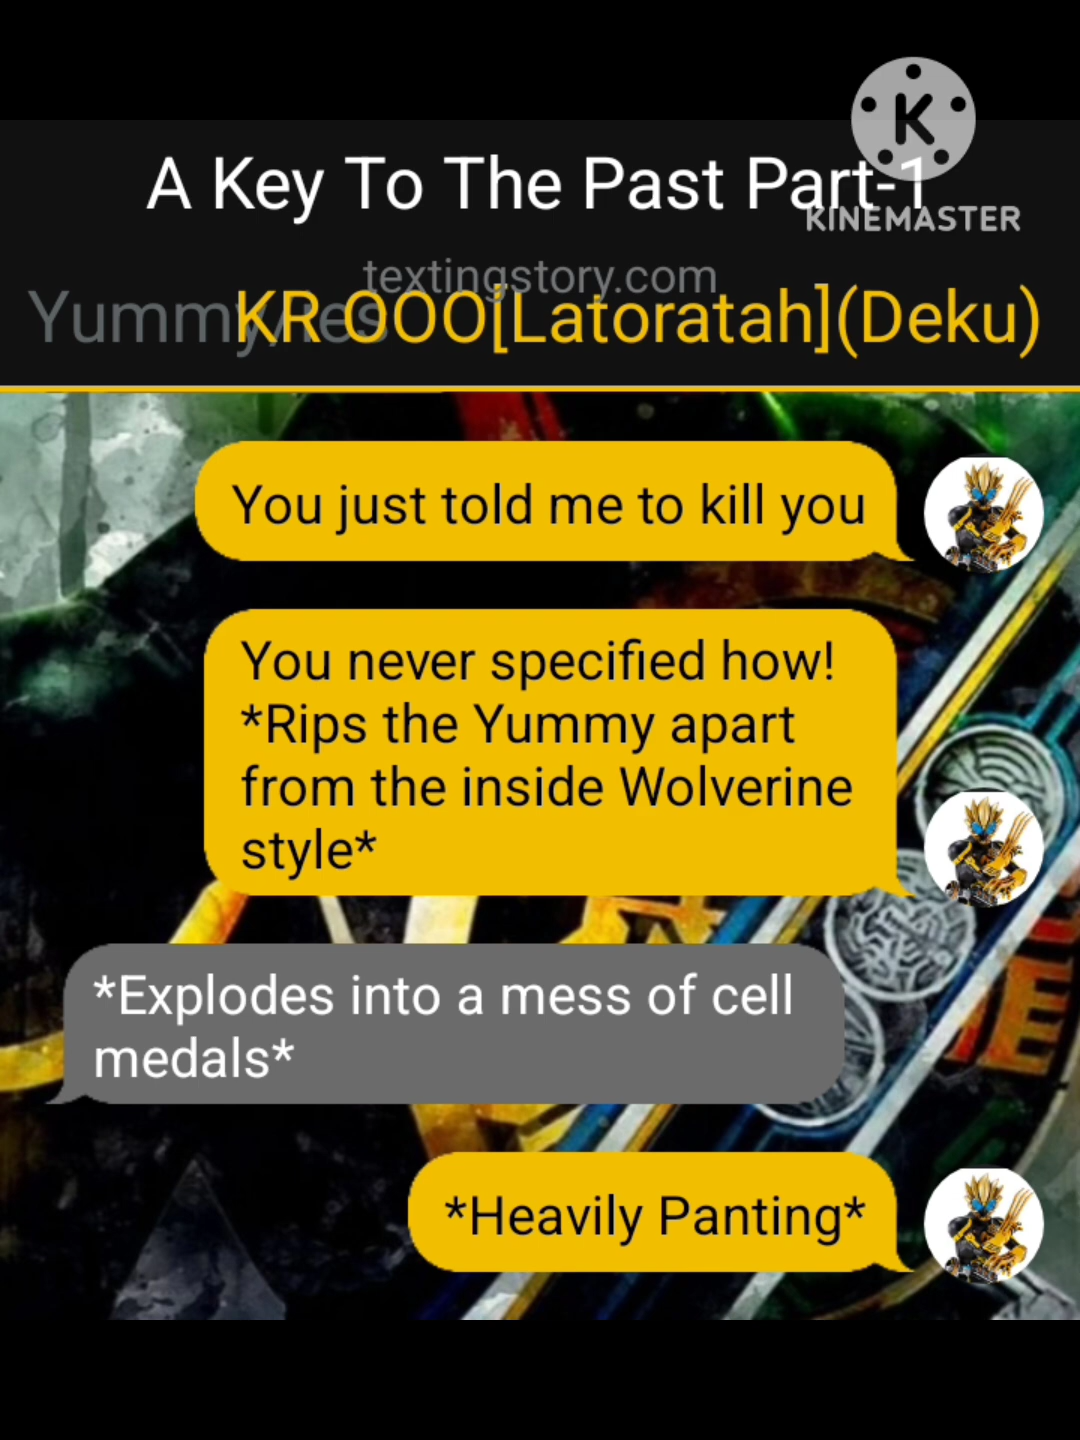 A Key To The Past Part-1
KINEMASTER
textingstory.com
Yummy/ies
KR OOO[Latoratah](Deku)
You just told me to kill you
You never specified how!
*Rips the Yummy apart
from the inside Wolverine
style*
*Explodes into a mess of cell
medals*
*Heavily Panting*